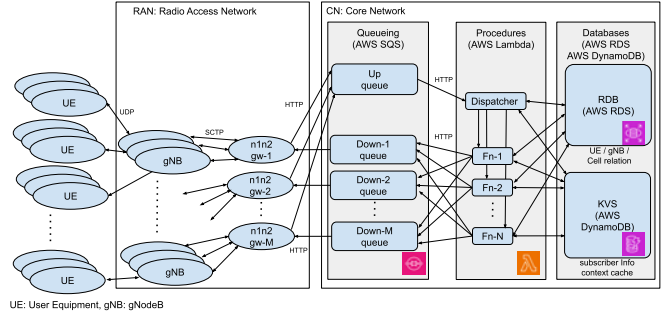 RAN: Radio Access Network
CN: Core Network
Queueing
(AWS SQS)
Procedures
(AWS Lambda)
Databases
(AWS RDS
AWS DynamoDB)
UE
UDP
UE
UE
UE
gNB
gNB
SCTP
n1n2
gw-1
n1n2
gw-2
n1n2
gw-M
HTTP
HTTP
Up
queue
Down-1
queue
Down-2
queue
Down-M
queue
HTTP
HTTP
Dispatcher
Fn-1
Fn-2
Fn-N
RDB
(AWS RDS)
UE / gNB /
Cell relation
KVS
(AWS
DynamoDB)
subscriber Info
context cache
UE: User Equipment, gNB: gNodeB